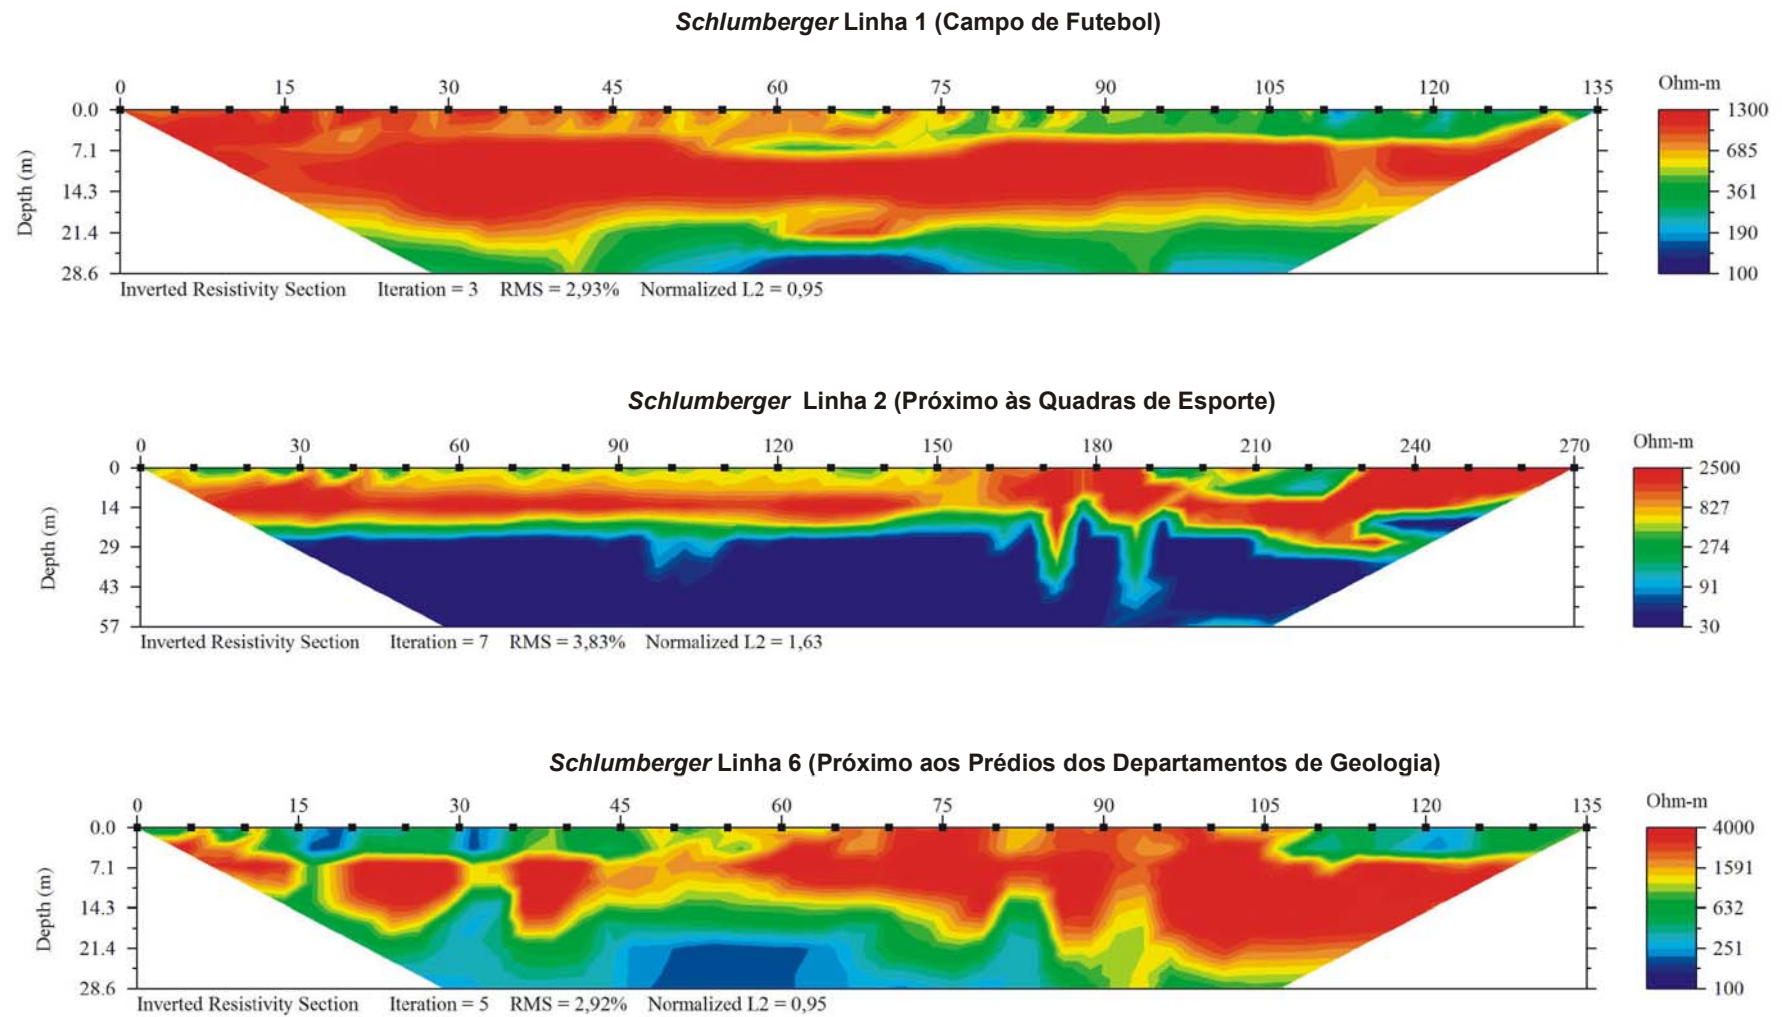 Schlumberger Linha 1 (Campo de Futebol)
0 15 30 45 60 75 90 105 120 135
Ohm-m
0.0
7.1
14.3
21.4
28.6
Depth (m)
1300
685
361
190
100
Inverted Resistivity Section Iteration = 3 RMS = 2,93% Normalized L2 = 0,95
Schlumberger Linha 2 (Próximo às Quadras de Esporte)
0 30 60 90 120 150 180 210 240 270
Ohm-m
0
14
29
43
57
Depth (m)
2500
827
274
91
30
Inverted Resistivity Section Iteration = 7 RMS = 3,83% Normalized L2 = 1,63
Schlumberger Linha 6 (Próximo aos Prédios dos Departamentos de Geologia)
0 15 30 45 60 75 90 105 120 135
Ohm-m
0.0
7.1
14.3
21.4
28.6
Depth (m)
4000
1591
632
251
100
Inverted Resistivity Section Iteration = 5 RMS = 2,92% Normalized L2 = 0,95